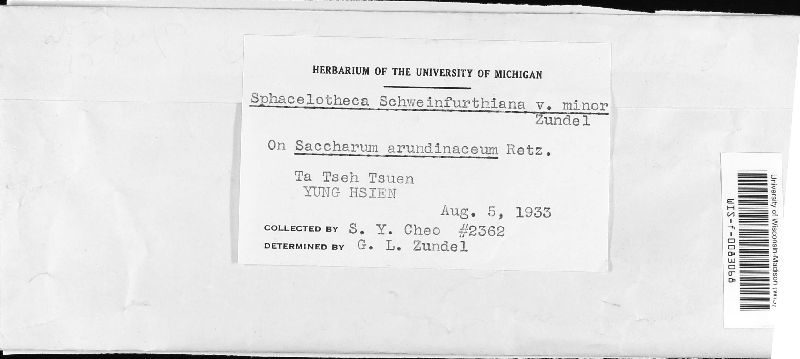 HERBARIUM OF THE UNIVERSITY OF MICHIGAN
Sphacelotheca Schweinfurthiana v. minor
Zundel
On Saccharum arundinaceum Retz.
Ta Tseh Tsuen
YUNG HSIEN
Aug. 5, 1933
COLLECTED BY S. Y. Cheo #2362
DETERMINED BY G. L. Zundel
University of Wisconsin-Madison
WIS-f-0083068